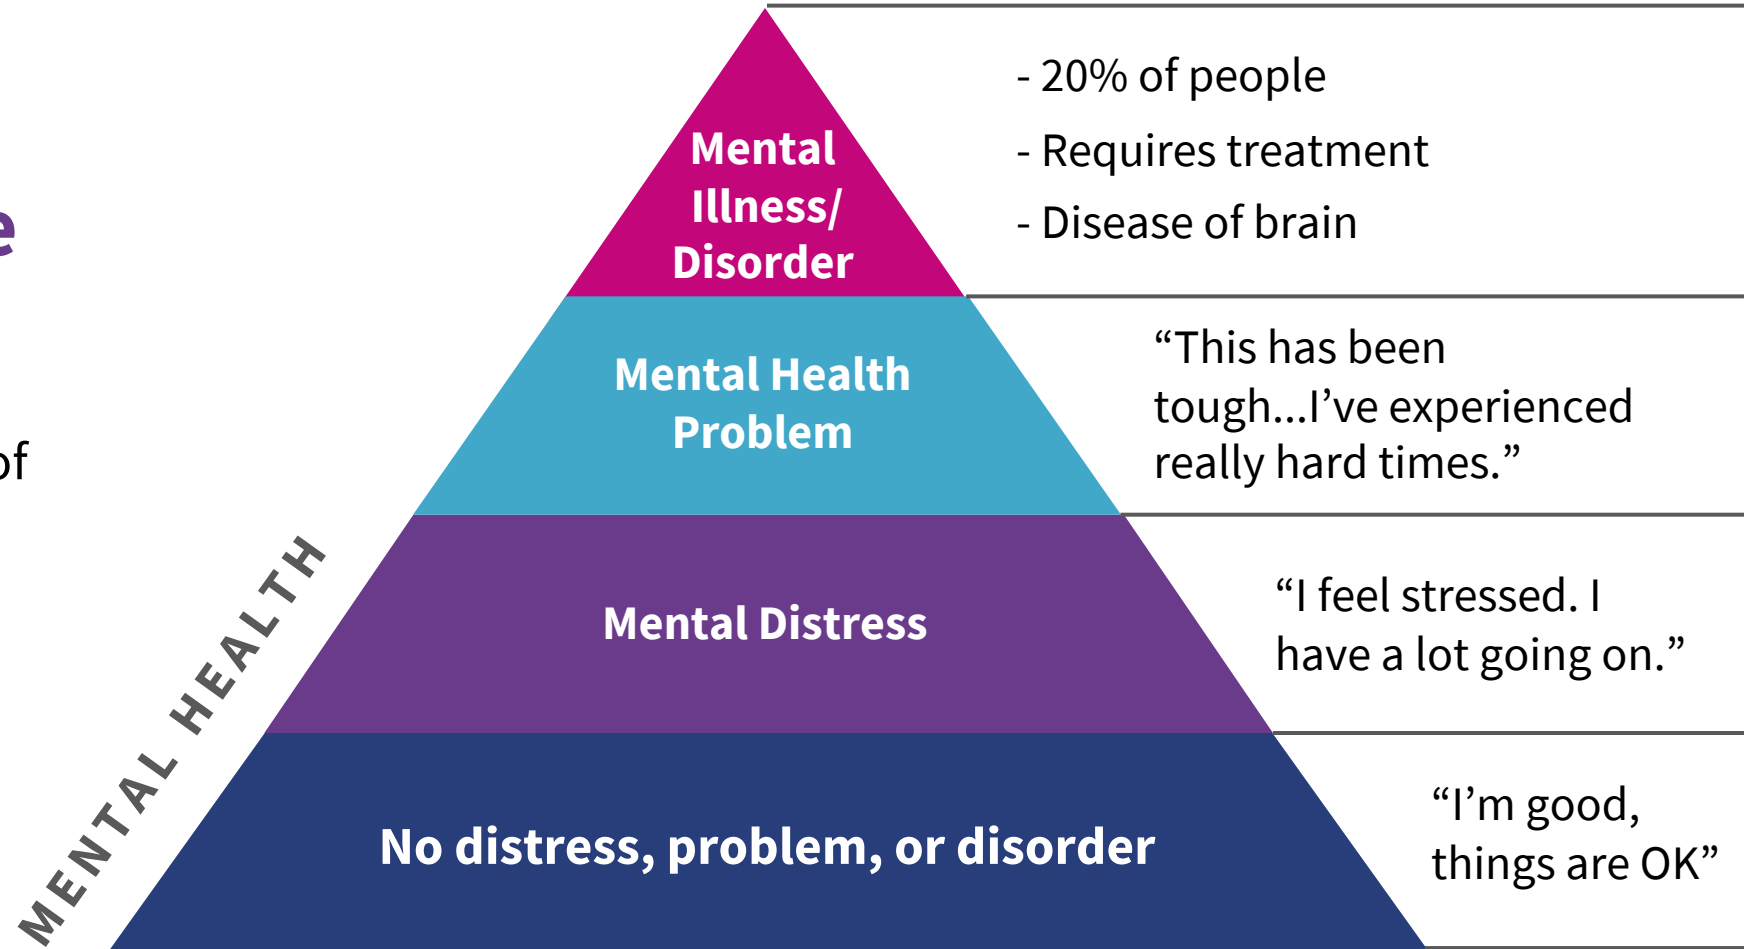 e
of
MENTAL HEALTH
Mental
Illness/
Disorder
- 20% of people
- Requires treatment
- Disease of brain
Mental Health
Problem
“This has been
tough...I’ve experienced
really hard times.”
Mental Distress
“I feel stressed. I
have a lot going on.”
No distress, problem, or disorder
“I’m good,
things are OK”